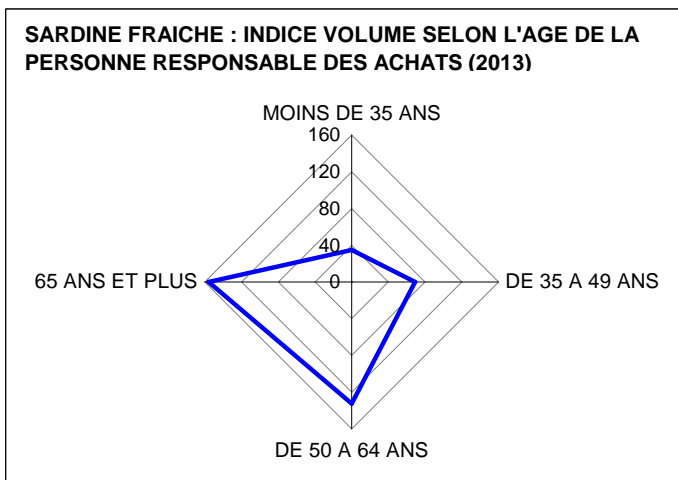 SARDINE FRAICHE : INDICE VOLUME SELON L'AGE DE LA
PERSONNE RESPONSABLE DES ACHATS (2013)
MOINS DE 35 ANS
160
120
80
40
0
65 ANS ET PLUS
DE 35 A 49 ANS
DE 50 A 64 ANS